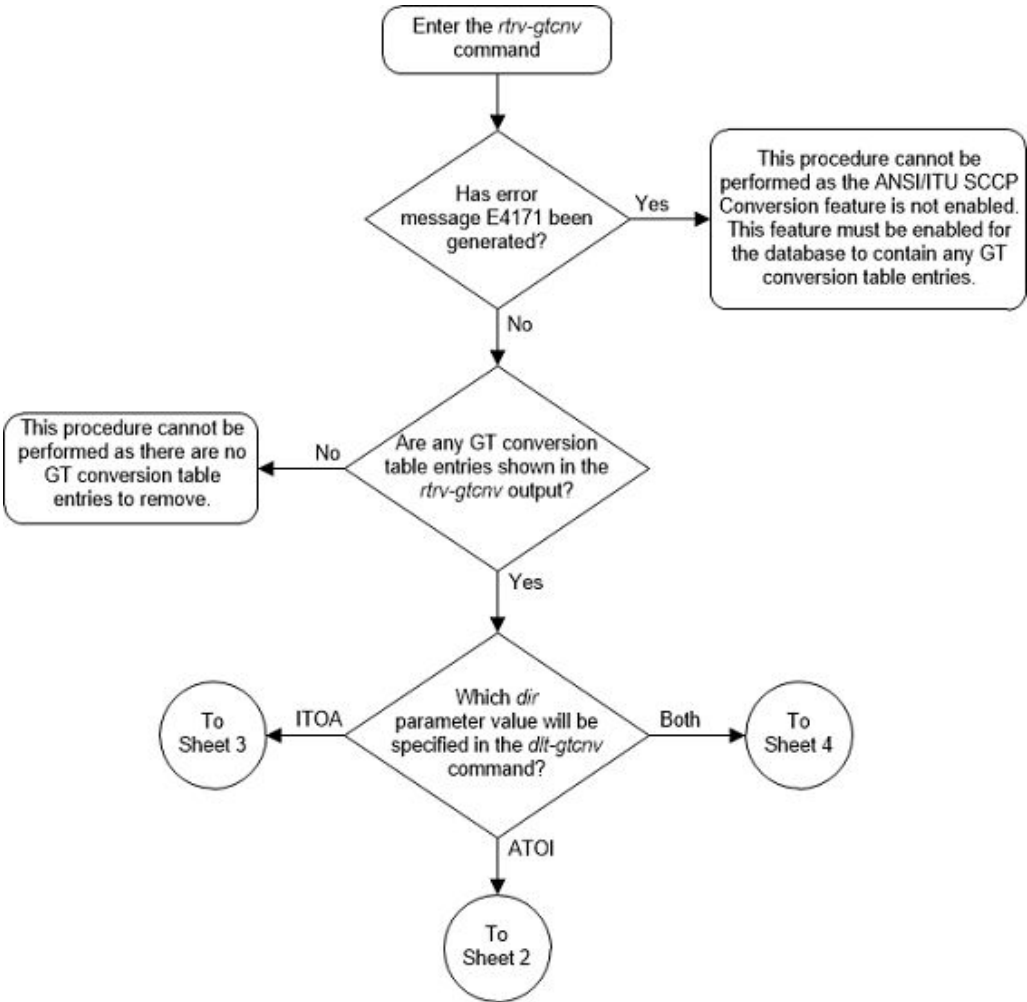 Enter the rtrv-gtcnv
command
Has error
message E4171 been
generated?
Yes
This procedure cannot be
performed as the ANSI/ITU SCCP
Conversion feature is not enabled.
This feature must be enabled for
the database to contain any GT
conversion table entries.
No
This procedure cannot be
performed as there are no
GT conversion table
entries to remove.
No
Are any GT conversion
table entries shown in the
rtrv-gtcnv output?
Yes
To
Sheet 3
ITOA
Which dir
parameter value will be
specified in the dlt-gtcnv
command?
Both
To
Sheet 4
ATOI
To
Sheet 2